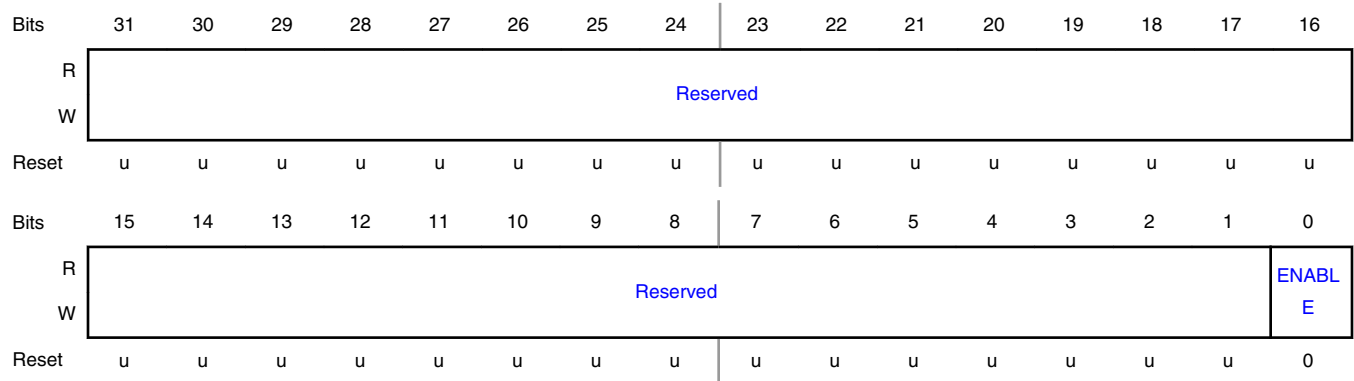 Bits 31 30 29 28 27 26 25 24 23 22 21 20 19 18 17 16
R
Reserved
W
Reset u u u u u u u u u u u u u u u u
Bits 15 14 13 12 11 10 9 8 7 6 5 4 3 2 1 0
R
Reserved
ENABL
E
W
Reset u u u u u u u u u u u u u u u 0